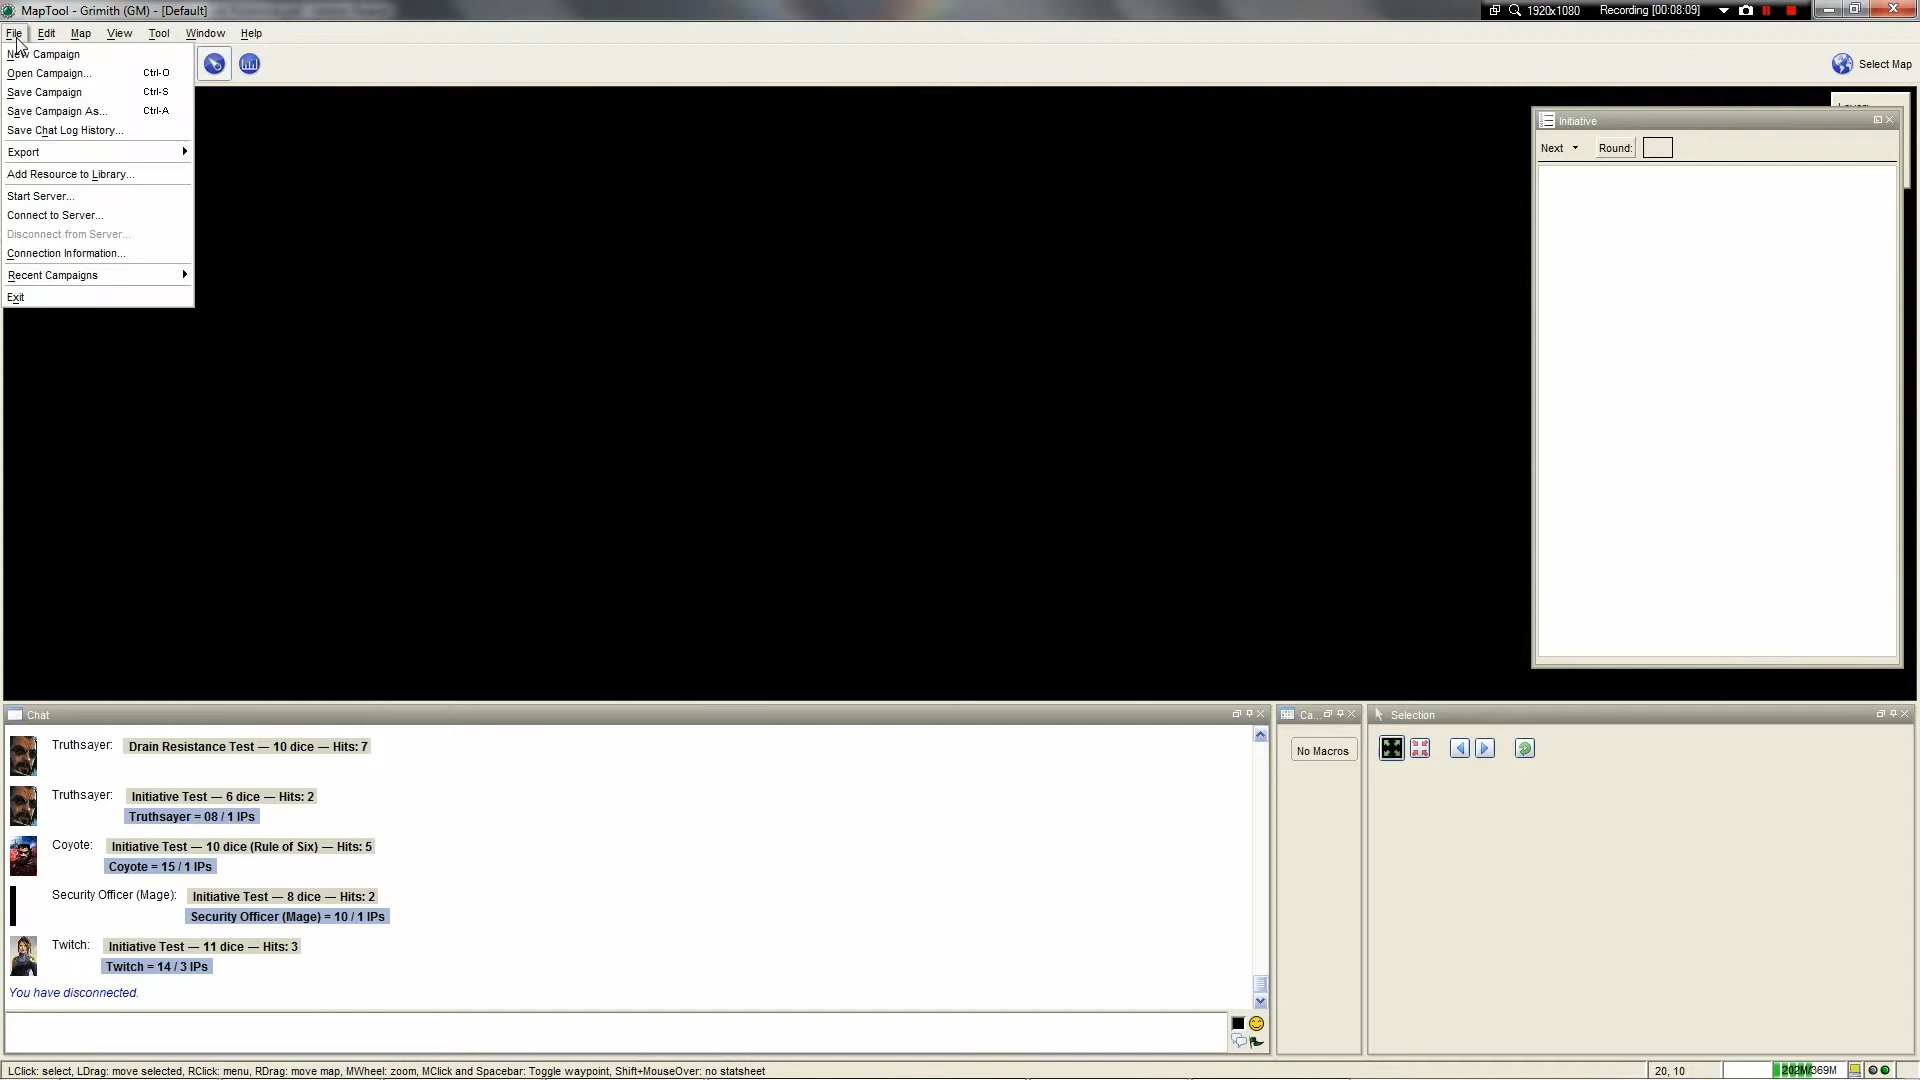 MapTool - Grimith (GM) - [Default]
1920x1080 Recording [00:08:09]
File Edit Map View Tool Window Help
New Campaign
Open Campaign... Ctrl-O
Save Campaign Ctrl-S
Save Campaign As... Ctrl-A
Save Chat Log History...
Export
Add Resource to Library...
Start Server...
Connect to Server...
Disconnect from Server...
Connection Information...
Recent Campaigns
Exit
Select Map
Initiative
Next Round:
Chat
Truthsayer: Drain Resistance Test — 10 dice — Hits: 7
Truthsayer: Initiative Test — 6 dice — Hits: 2
Truthsayer = 08 / 1 IPs
Coyote: Initiative Test — 10 dice (Rule of Six) — Hits: 5
Coyote = 15 / 1 IPs
Security Officer (Mage): Initiative Test — 8 dice — Hits: 2
Security Officer (Mage) = 10 / 1 IPs
Twitch: Initiative Test — 11 dice — Hits: 3
Twitch = 14 / 3 IPs
You have disconnected.
Ca...
No Macros
Selection
LClick: select, LDrag: move selected, RClick: menu, RDrag: move map, MWheel: zoom, MClick and Spacebar: Toggle waypoint, Shift+MouseOver: no statsheet
20, 10
202M/369M